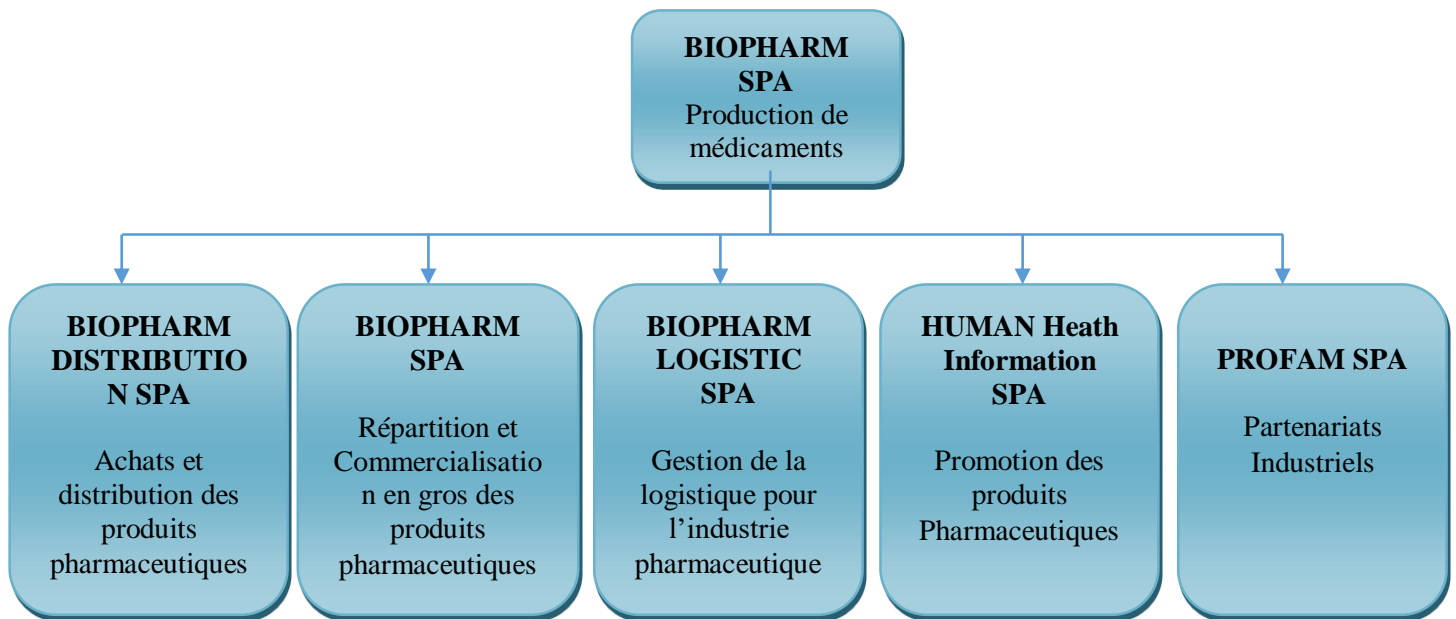 BIOPHARM
SPA
Production de
médicaments
BIOPHARM
DISTRIBUTIO
N SPA
Achats et
distribution des
produits
pharmaceutiques
BIOPHARM
SPA
Répartition et
Commercialisatio
n en gros des
produits
pharmaceutiques
BIOPHARM
LOGISTIC
SPA
Gestion de la
logistique pour
l’industrie
pharmaceutique
HUMAN Heath
Information
SPA
Promotion des
produits
Pharmaceutiques
PROFAM SPA
Partenariats
Industriels